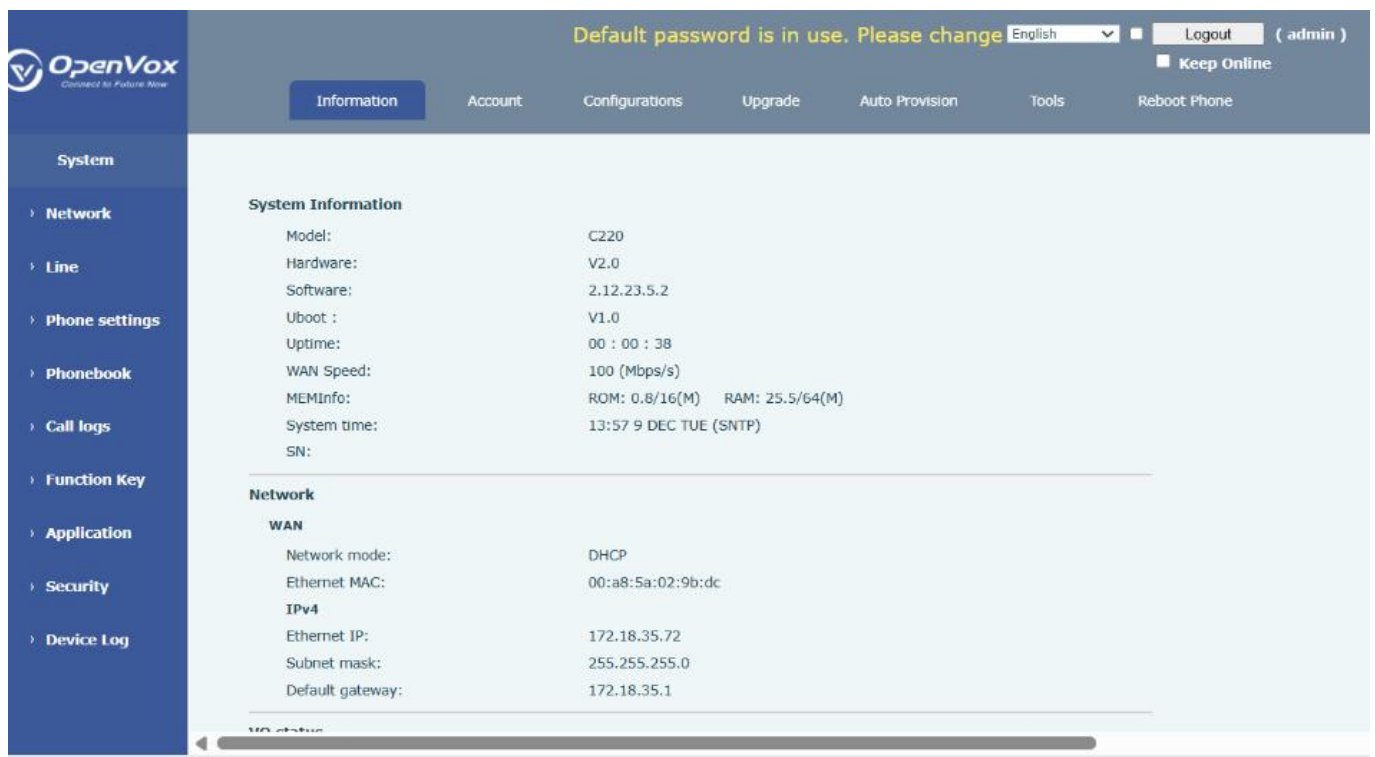 Default password is in use. Please change English Logout ( admin )
OpenVox
Connect to Future Now
Keep Online
Information Account Configurations Upgrade Auto Provision Tools Reboot Phone
System
Network
Line
Phone settings
Phonebook
Call logs
Function Key
Application
Security
Device Log
System Information
Model: C220
Hardware: V2.0
Software: 2.12.23.5.2
Uboot : V1.0
Uptime: 00 : 00 : 38
WAN Speed: 100 (Mbps/s)
MEMInfo: ROM: 0.8/16(M) RAM: 25.5/64(M)
System time: 13:57 9 DEC TUE (SNTP)
SN:
Network
WAN
Network mode: DHCP
Ethernet MAC: 00:a8:5a:02:9b:dc
IPv4
Ethernet IP: 172.18.35.72
Subnet mask: 255.255.255.0
Default gateway: 172.18.35.1